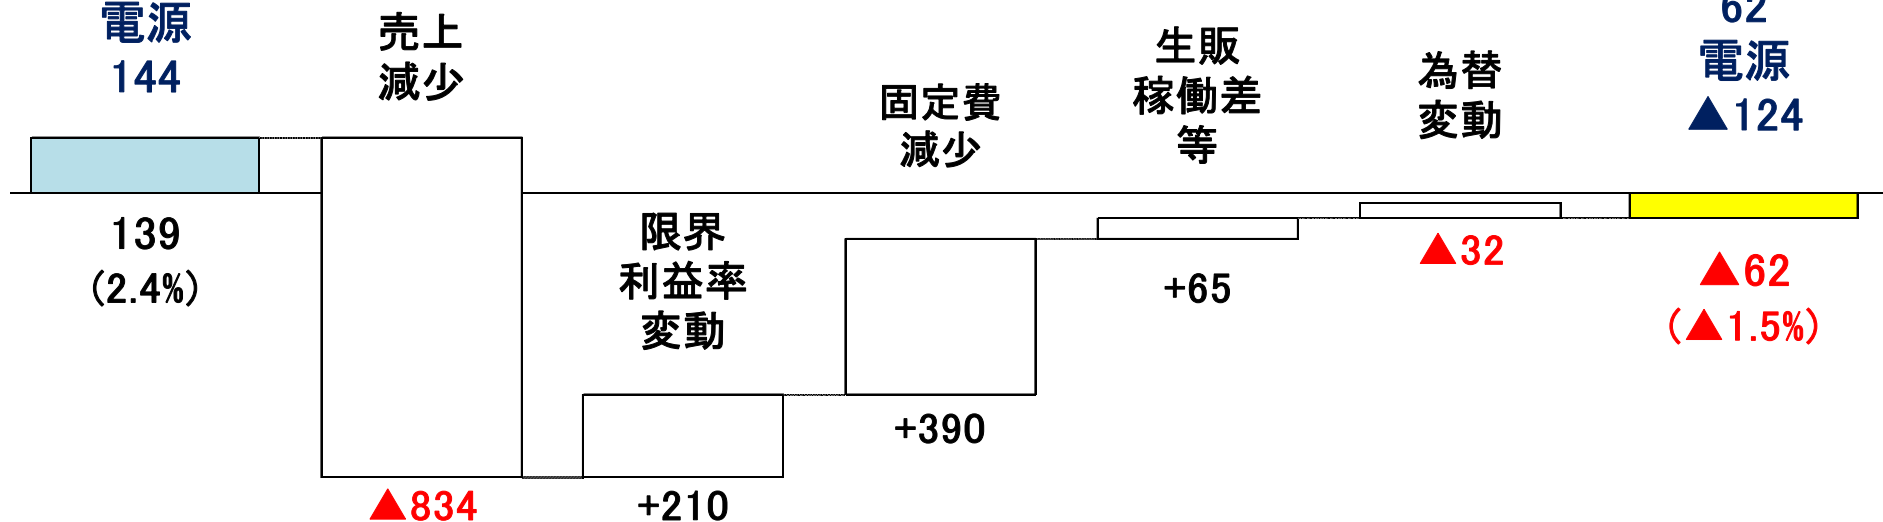 電源
144
売上
減少
固定費
減少
生販
稼働差
等
為替
変動
62
電源
▲124
139
(2.4%)
▲834
限界
利益率
変動
+210
+390
+65
▲32
▲62
(▲1.5%)